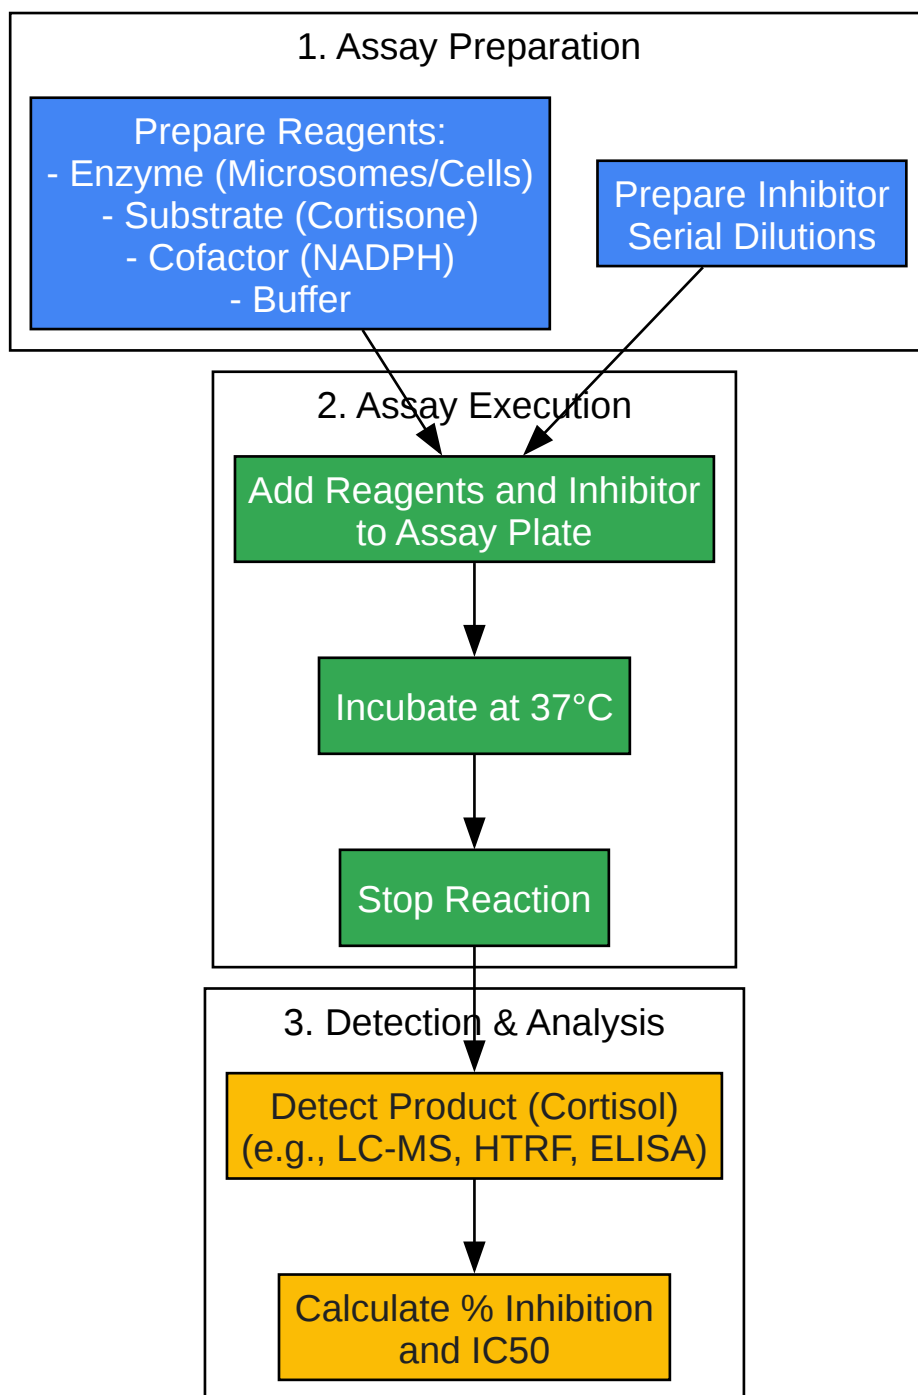 1. Assay Preparation
Prepare Reagents:
- Enzyme (Microsomes/Cells)
- Substrate (Cortisone)
- Cofactor (NADPH)
- Buffer
Prepare Inhibitor
Serial Dilutions
2. Assay Execution
Add Reagents and Inhibitor
to Assay Plate
Incubate at 37°C
Stop Reaction
3. Detection & Analysis
Detect Product (Cortisol)
(e.g., LC-MS, HTRF, ELISA)
Calculate % Inhibition
and IC50